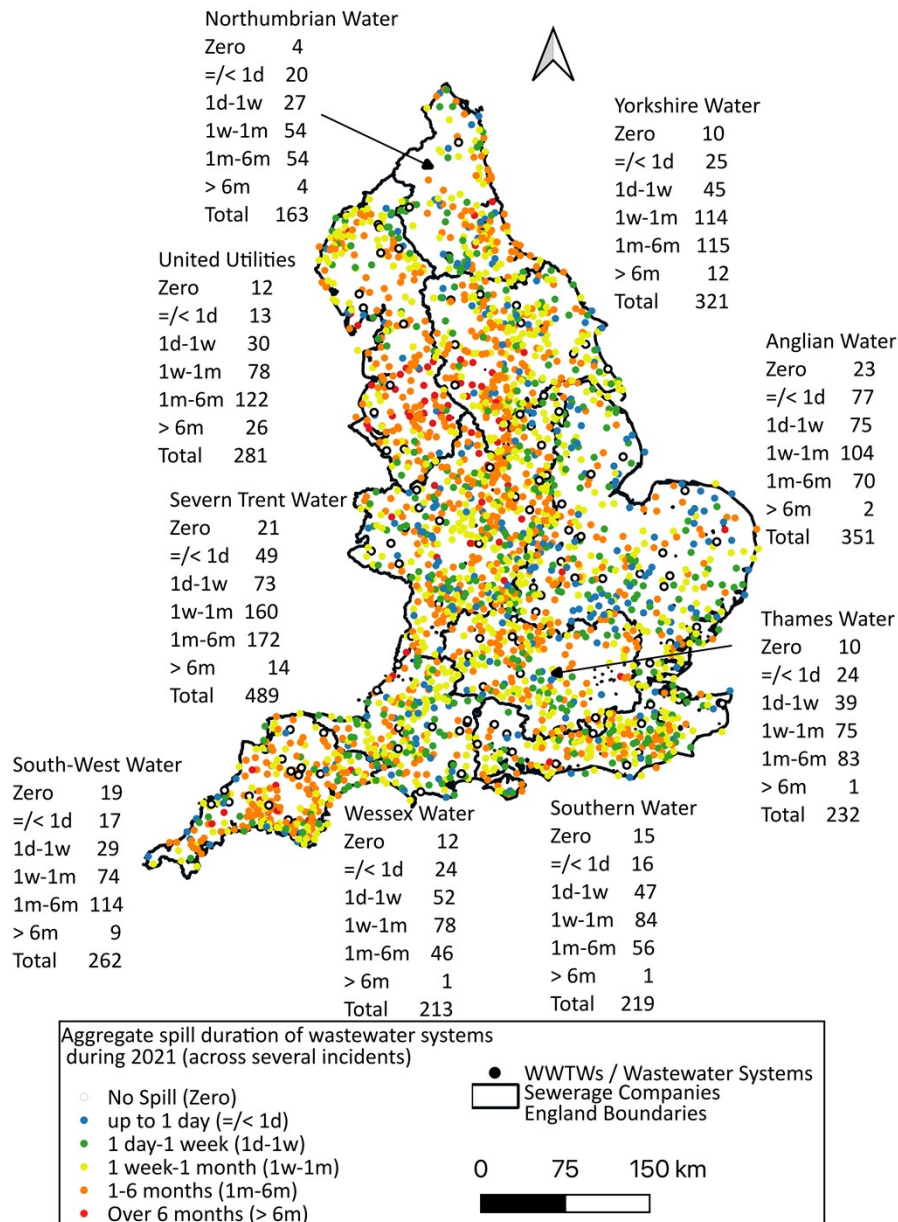 Northumbrian Water
Zero 4
=/< 1d 20
1d-1w 27
1w-1m 54
1m-6m 54
> 6m 4
Total 163
Yorkshire Water
Zero 10
=/< 1d 25
1d-1w 45
1w-1m 114
1m-6m 115
> 6m 12
Total 321
United Utilities
Zero 12
=/< 1d 13
1d-1w 30
1w-1m 78
1m-6m 122
> 6m 26
Total 281
Anglian Water
Zero 23
=/< 1d 77
1d-1w 75
1w-1m 104
1m-6m 70
> 6m 2
Total 351
Severn Trent Water
Zero 21
=/< 1d 49
1d-1w 73
1w-1m 160
1m-6m 172
> 6m 14
Total 489
Thames Water
Zero 10
=/< 1d 24
1d-1w 39
1w-1m 75
1m-6m 83
> 6m 1
Total 232
South-West Water
Zero 19
=/< 1d 17
1d-1w 29
1w-1m 74
1m-6m 114
> 6m 9
Total 262
Wessex Water
Zero 12
=/< 1d 24
1d-1w 52
1w-1m 78
1m-6m 46
> 6m 1
Total 213
Southern Water
Zero 15
=/< 1d 16
1d-1w 47
1w-1m 84
1m-6m 56
> 6m 1
Total 219
Aggregate spill duration of wastewater systems
during 2021 (across several incidents)
No Spill (Zero)
up to 1 day (=/< 1d)
1 day-1 week (1d-1w)
1 week-1 month (1w-1m)
1-6 months (1m-6m)
Over 6 months (> 6m)
WWTWs / Wastewater Systems
Sewerage Companies
England Boundaries
0 75 150 km